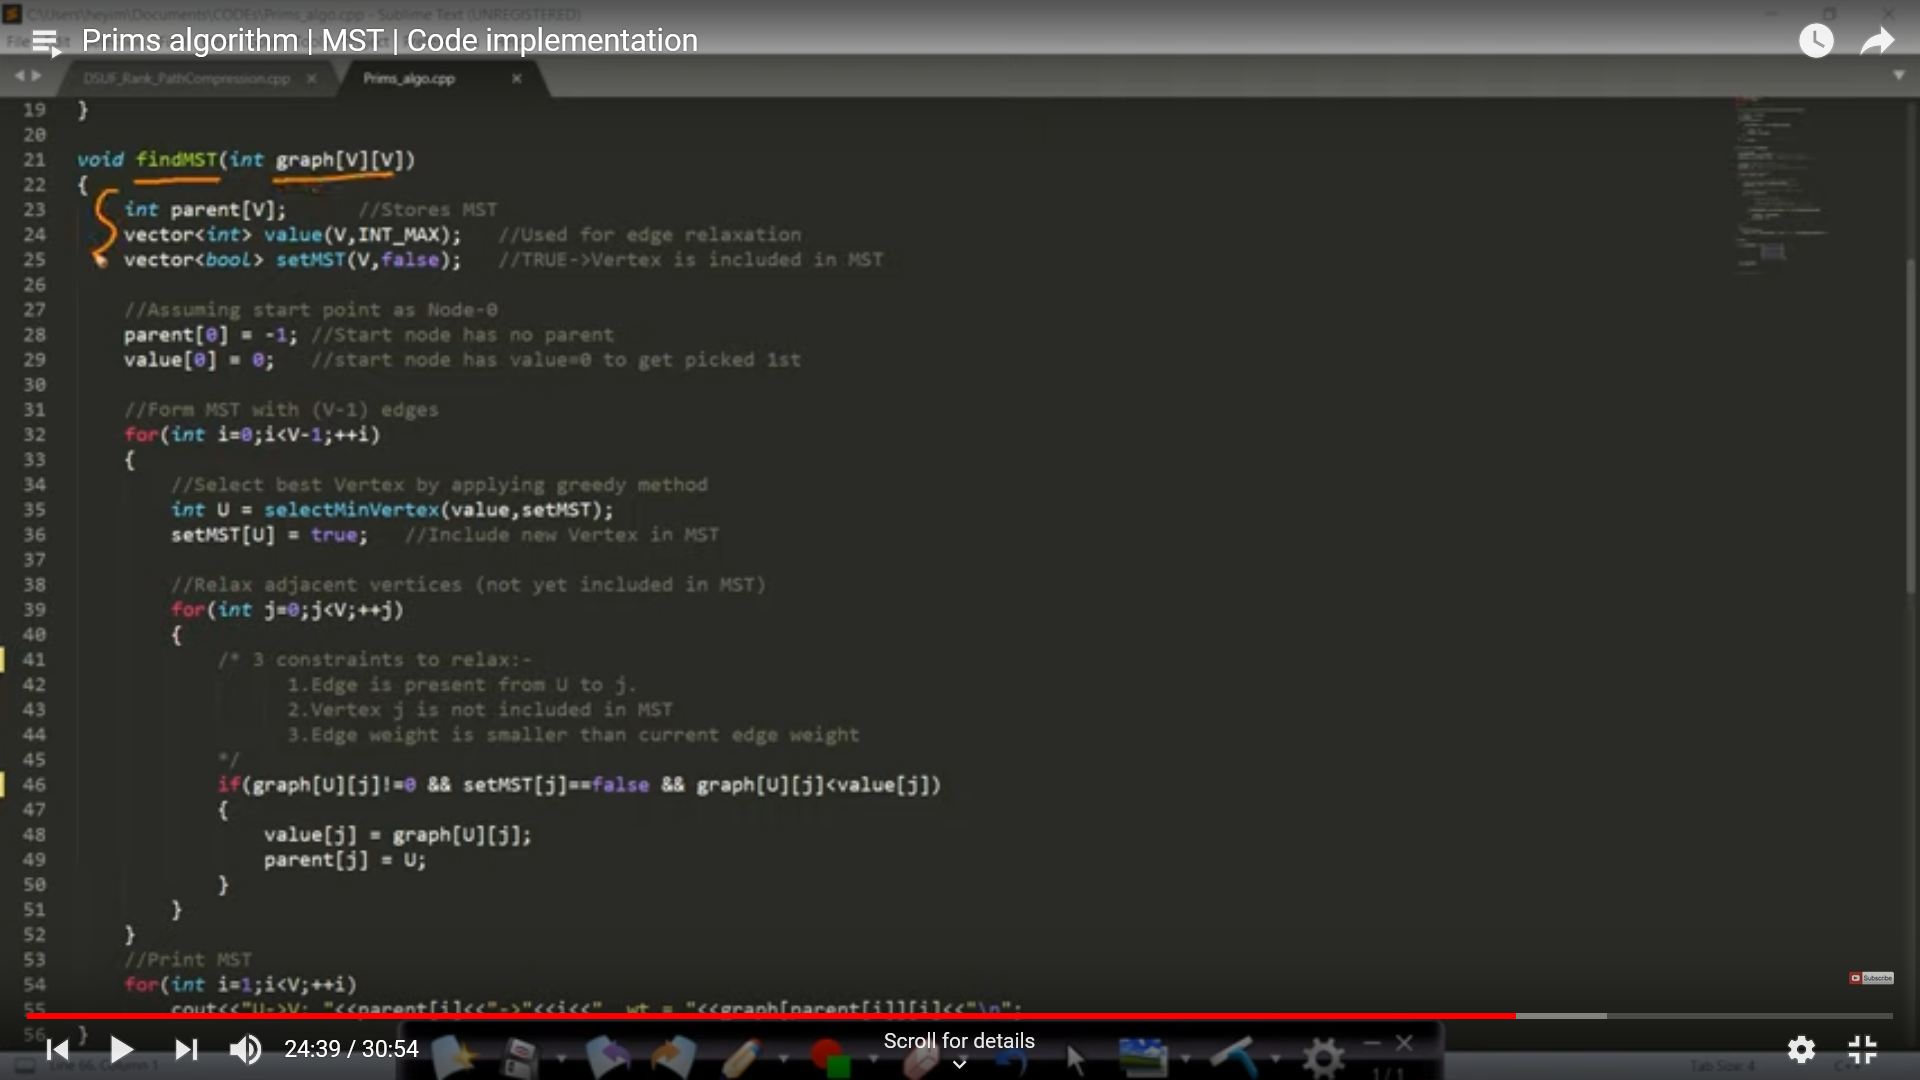 C:\Users\heyim\Documents\CODEs\Prims_algo.cpp - Sublime Text (UNREGISTERED)
Prims algorithm | MST | Code implementation
DSUF_Rank_PathCompression.cpp
Prims_algo.cpp
19 }
20
21 void findMST(int graph[V][V])
22 {
23 int parent[V]; //Stores MST
24 vector<int> value(V,INT_MAX); //Used for edge relaxation
25 vector<bool> setMST(V,false); //TRUE->Vertex is included in MST
26
27 //Assuming start point as Node-0
28 parent[0] = -1; //Start node has no parent
29 value[0] = 0; //start node has value=0 to get picked 1st
30
31 //Form MST with (V-1) edges
32 for(int i=0;i<V-1;++i)
33 {
34 //Select best Vertex by applying greedy method
35 int U = selectMinVertex(value,setMST);
36 setMST[U] = true; //Include new Vertex in MST
37
38 //Relax adjacent vertices (not yet included in MST)
39 for(int j=0;j<V;++j)
40 {
41 /* 3 constraints to relax:-
42 1.Edge is present from U to j.
43 2.Vertex j is not included in MST
44 3.Edge weight is smaller than current edge weight
45 */
46 if(graph[U][j]!=0 && setMST[j]==false && graph[U][j]<value[j])
47 {
48 value[j] = graph[U][j];
49 parent[j] = U;
50 }
51 }
52 }
53 //Print MST
54 for(int i=1;i<V;++i)
55 cout<<"U->V: "<<parent[i]<<"->"<<i<<" wt = "<<graph[parent[i]][i]<<"\n";
56 }
Subscribe
24:39 / 30:54
Scroll for details
1/1
Line 66, Column 1
Tab Size: 4
C++